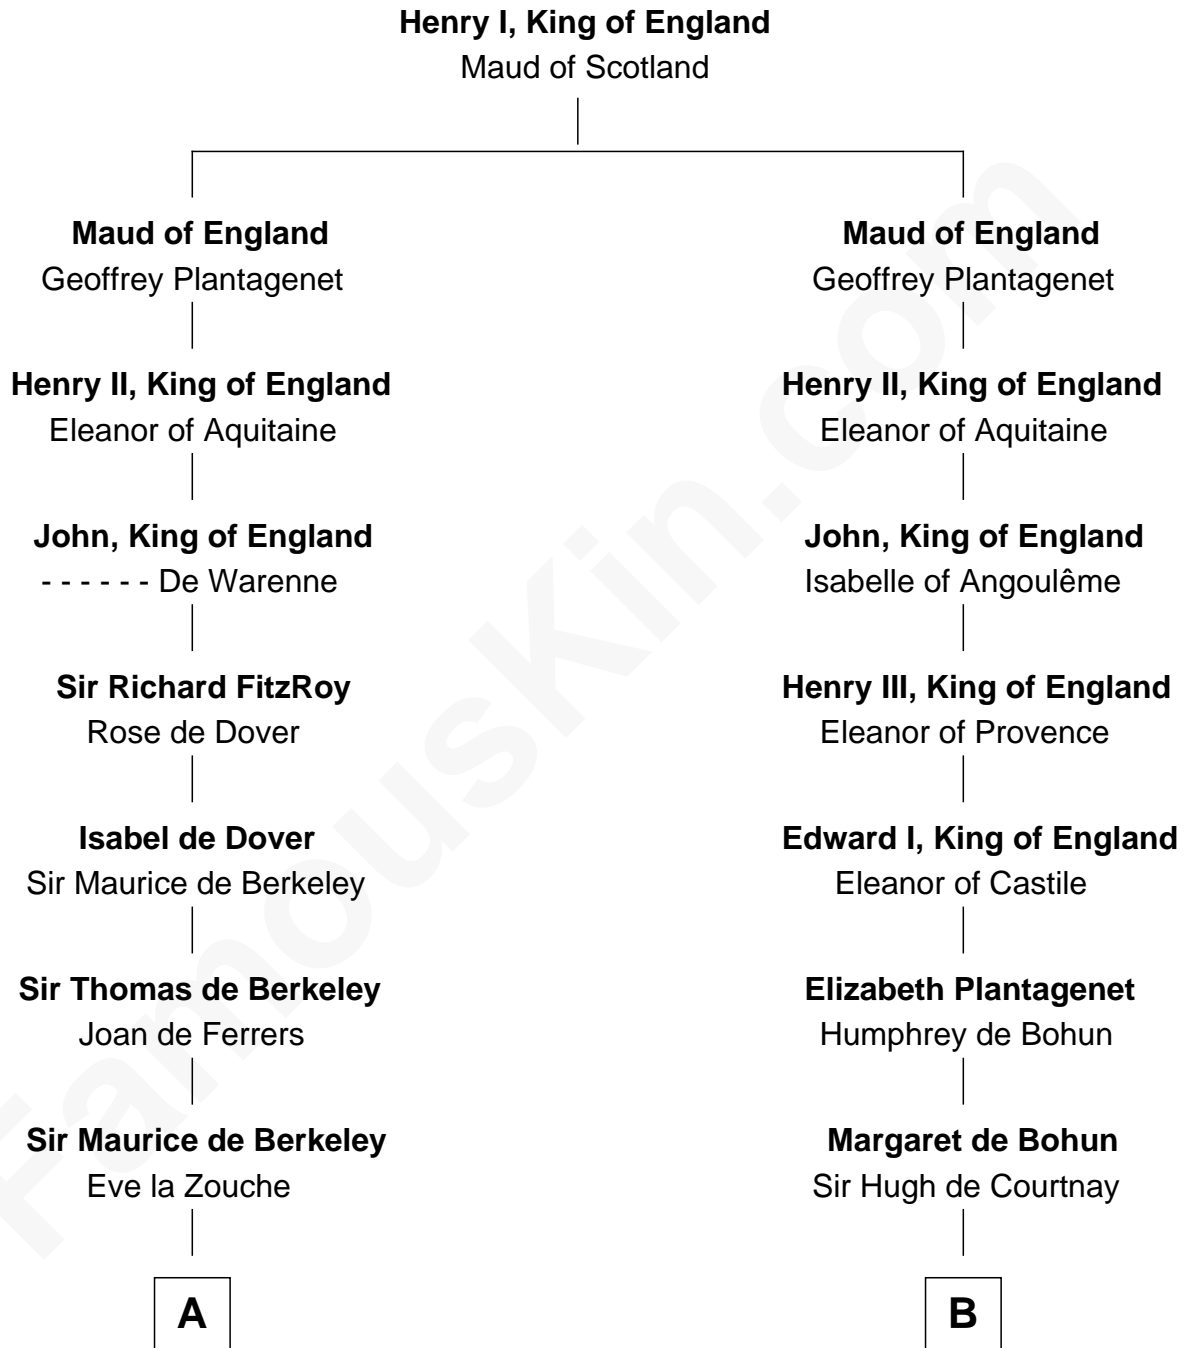 Henry I, King of England
Maud of Scotland
Maud of England
Geoffrey Plantagenet
Henry II, King of England
Eleanor of Aquitaine
John, King of England
- - - - - - De Warenne
Sir Richard FitzRoy
Rose de Dover
Isabel de Dover
Sir Maurice de Berkeley
Sir Thomas de Berkeley
Joan de Ferrers
Sir Maurice de Berkeley
Eve la Zouche
A
Maud of England
Geoffrey Plantagenet
Henry II, King of England
Eleanor of Aquitaine
John, King of England
Isabelle of Angoulême
Henry III, King of England
Eleanor of Provence
Edward I, King of England
Eleanor of Castile
Elizabeth Plantagenet
Humphrey de Bohun
Margaret de Bohun
Sir Hugh de Courtnay
B
FamousKin.com